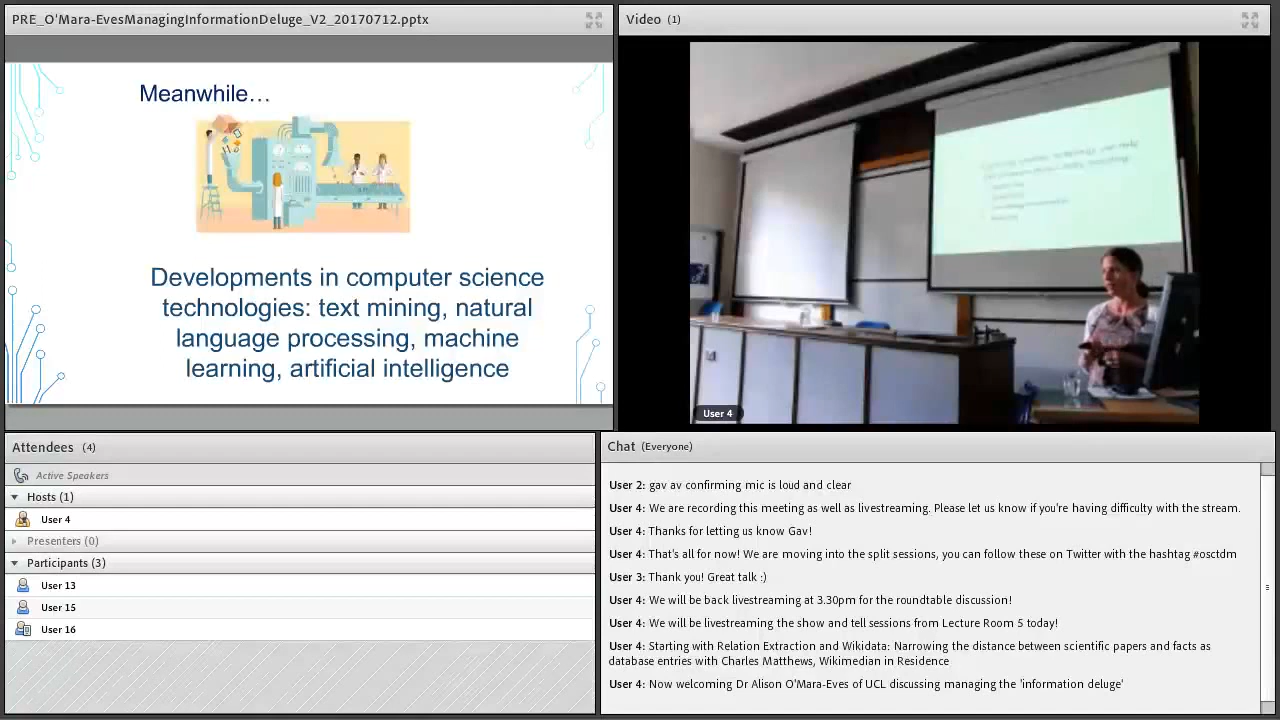 PRE_O'Mara-EvesManagingInformationDeluge_V2_20170712.pptx
Meanwhile…
Developments in computer science
technologies: text mining, natural
language processing, machine
learning, artificial intelligence
Video (1)
User 4
Attendees (4)
Active Speakers
Hosts (1)
User 4
Presenters (0)
Participants (3)
User 13
User 15
User 16
Chat (Everyone)
User 2: gav av confirming mic is loud and clear
User 4: We are recording this meeting as well as livestreaming. Please let us know if you're having difficulty with the stream.
User 4: Thanks for letting us know Gav!
User 4: That's all for now! We are moving into the split sessions, you can follow these on Twitter with the hashtag #osctdm
User 3: Thank you! Great talk :)
User 4: We will be back livestreaming at 3.30pm for the roundtable discussion!
User 4: We will be livestreaming the show and tell sessions from Lecture Room 5 today!
User 4: Starting with Relation Extraction and Wikidata: Narrowing the distance between scientific papers and facts as
database entries with Charles Matthews, Wikimedian in Residence
User 4: Now welcoming Dr Alison O'Mara-Eves of UCL discussing managing the 'information deluge'